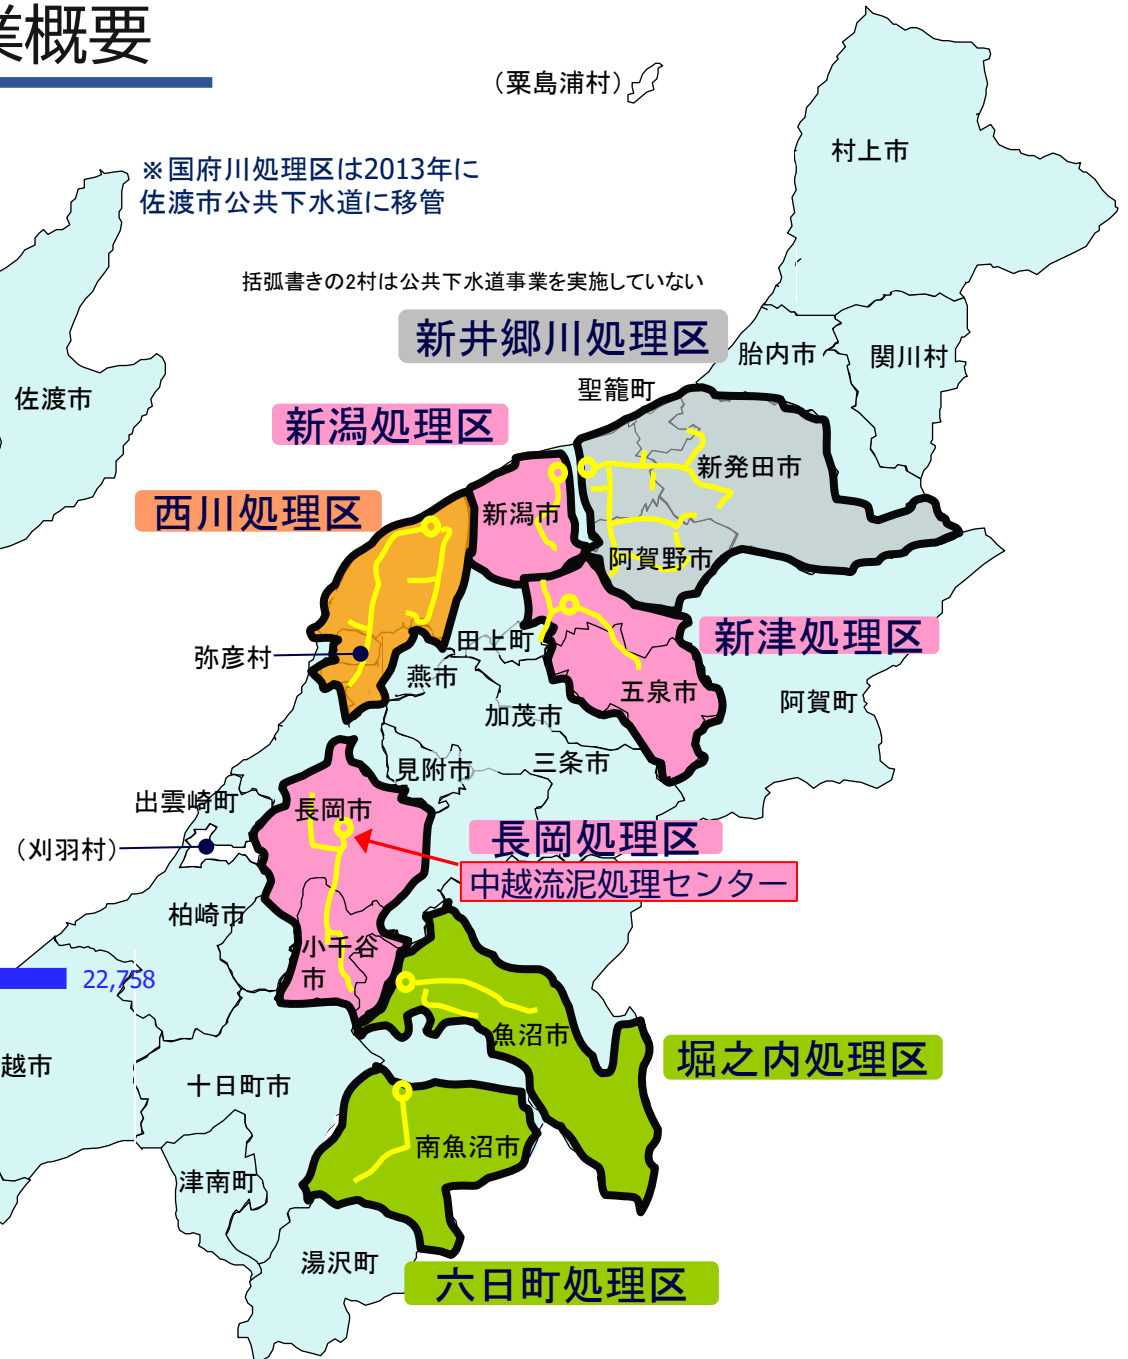 業概要
（粟島浦村）
村上市
※国府川処理区は2013年に
佐渡市公共下水道に移管
括弧書きの2村は公共下水道事業を実施していない
新井郷川処理区
胎内市
関川村
佐渡市
聖籠町
新潟処理区
新発田市
西川処理区
新潟市
阿賀野市
新津処理区
田上町
弥彦村
燕市
五泉市
阿賀町
加茂市
見附市
三条市
出雲崎町
長岡市
長岡処理区
（刈羽村）
中越流泥処理センター
柏崎市
小千谷
市
22,758
魚沼市
堀之内処理区
越市
十日町市
南魚沼市
津南町
湯沢町
六日町処理区